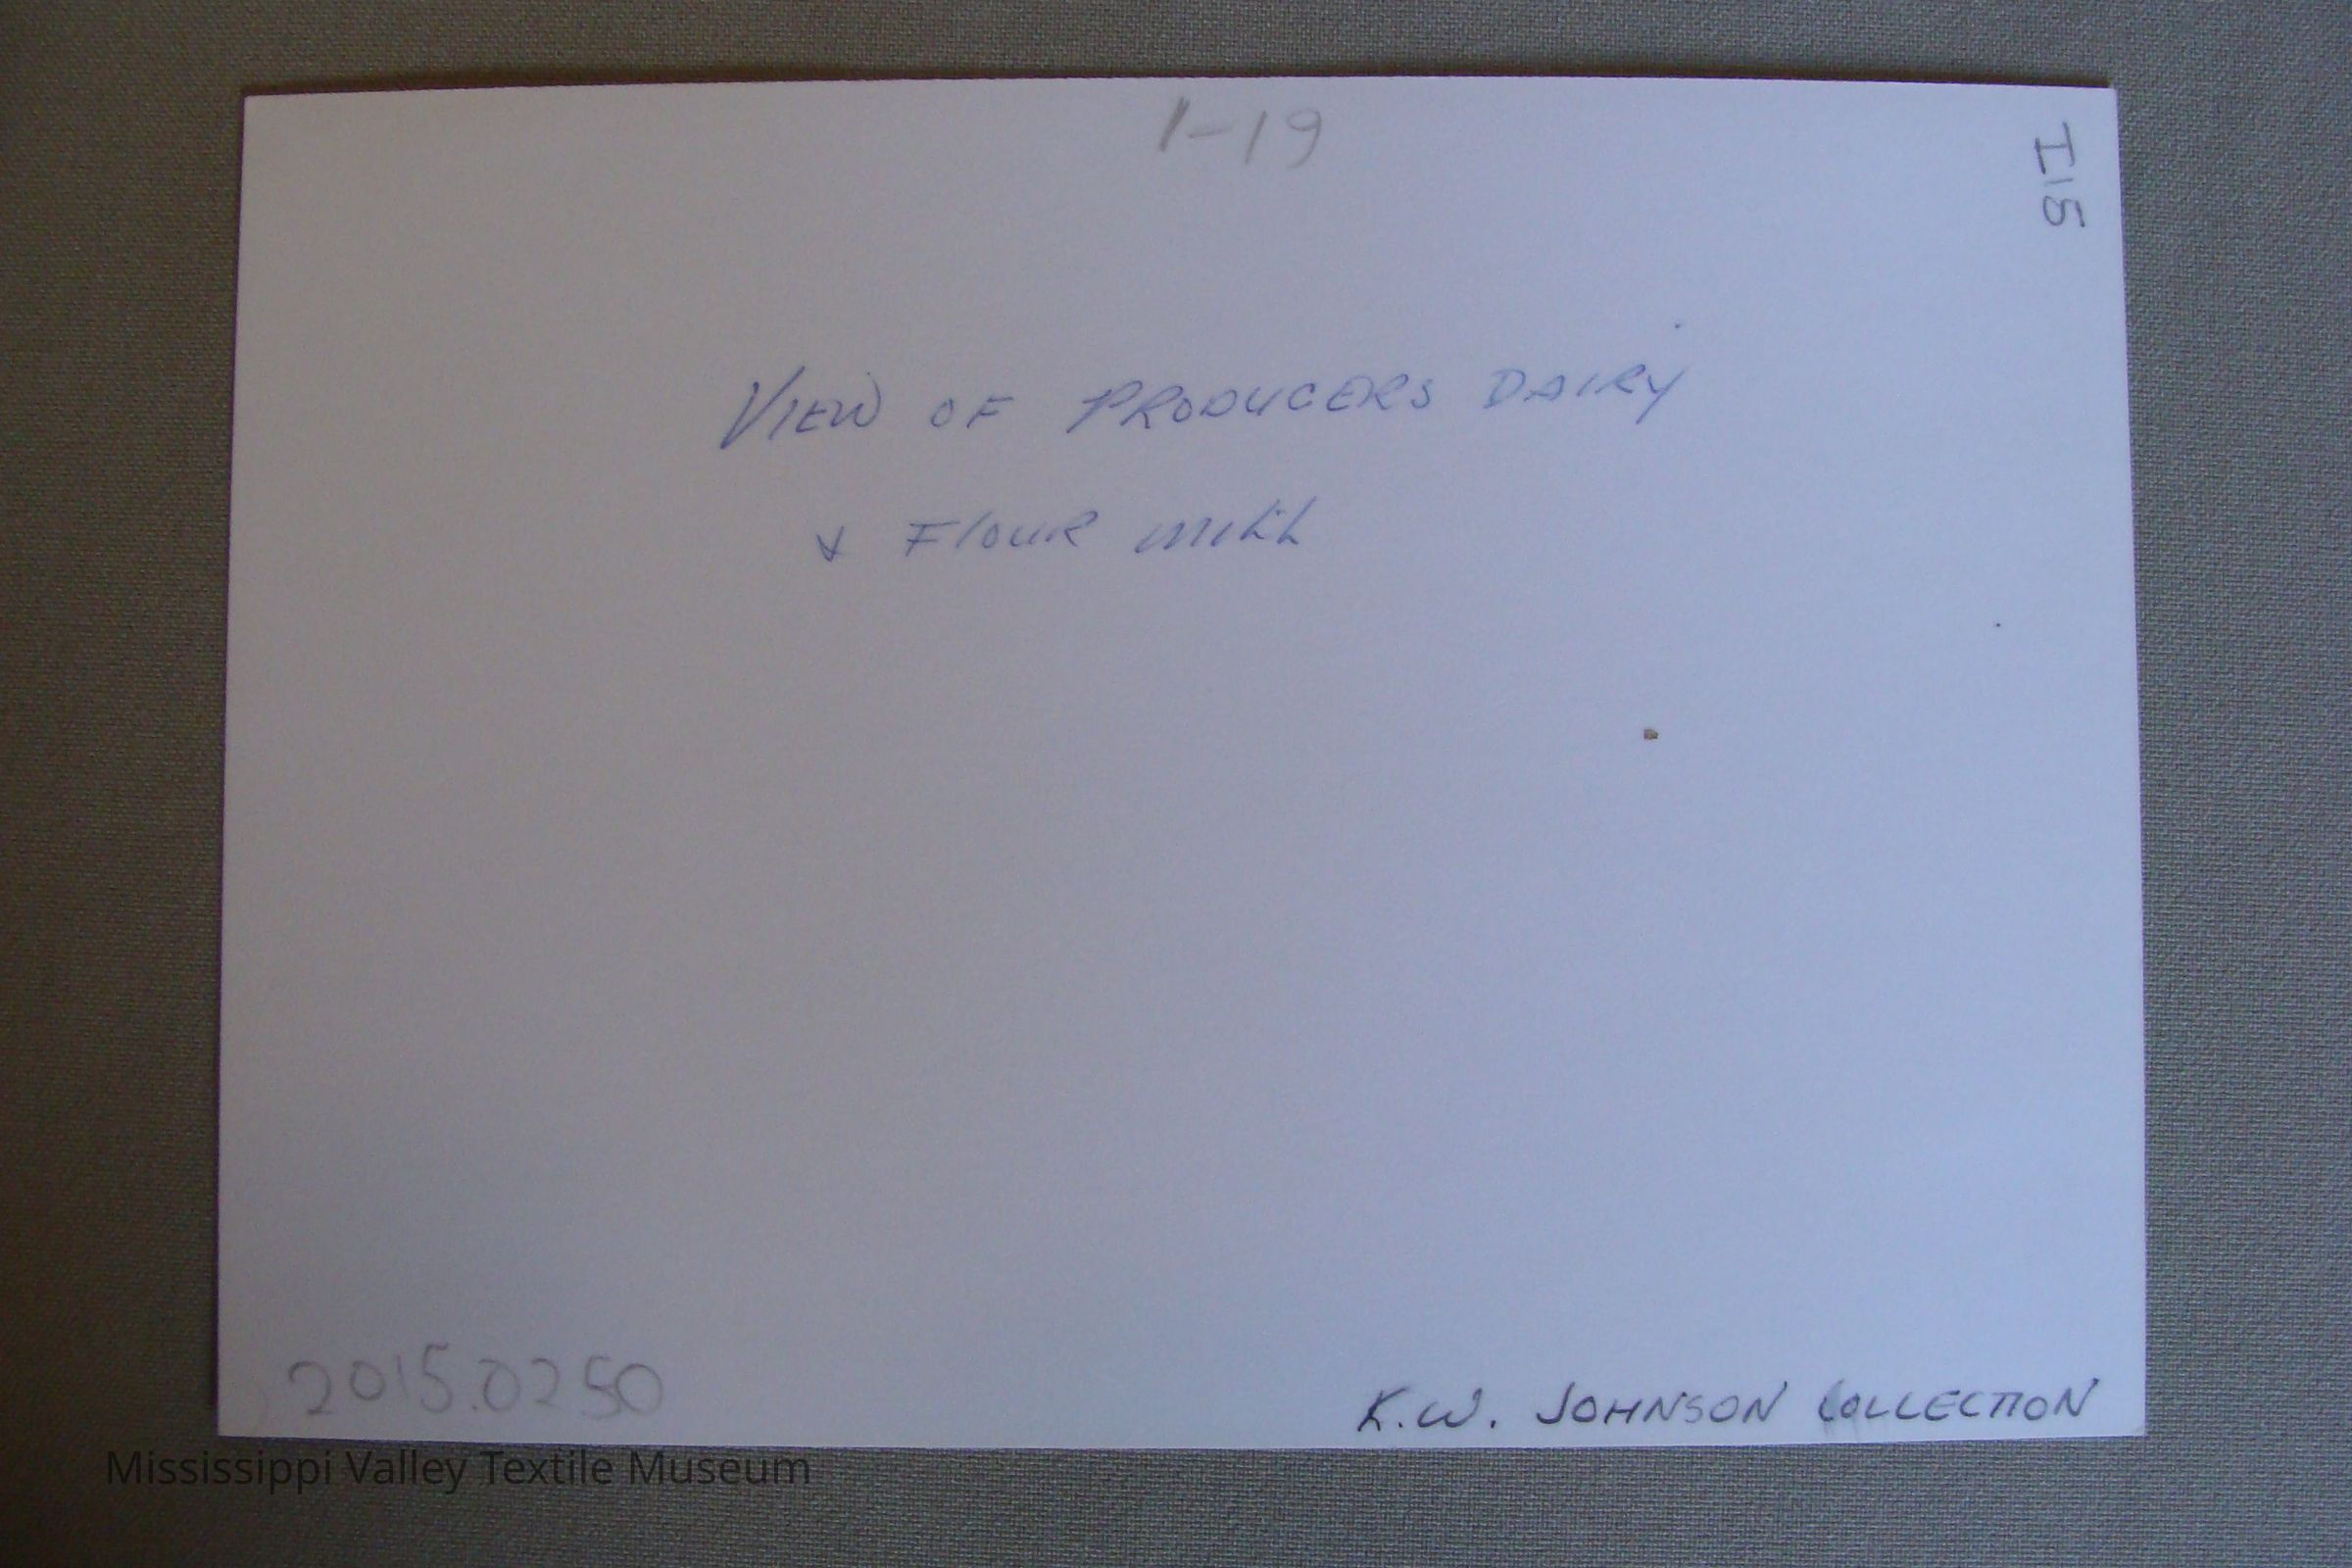 1-19
I15
VIEW OF PRODUCERS DAIRY
& FlOUR MILL
2015.0250
K.W. JOHNSON COLLECTION
Mississippi Valley Textile Museum